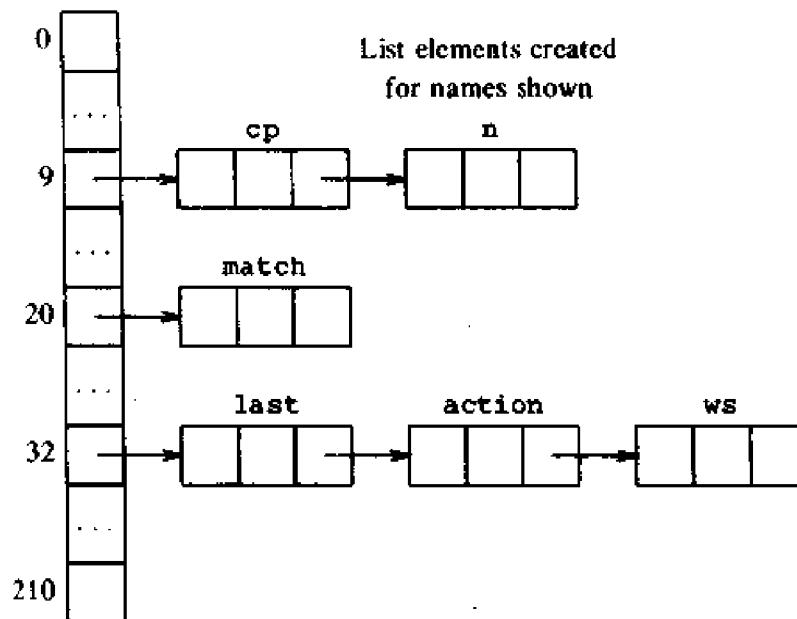 0
List elements created
for names shown
...
cp n
9
...
match
20
...
last action ws
32
...
210